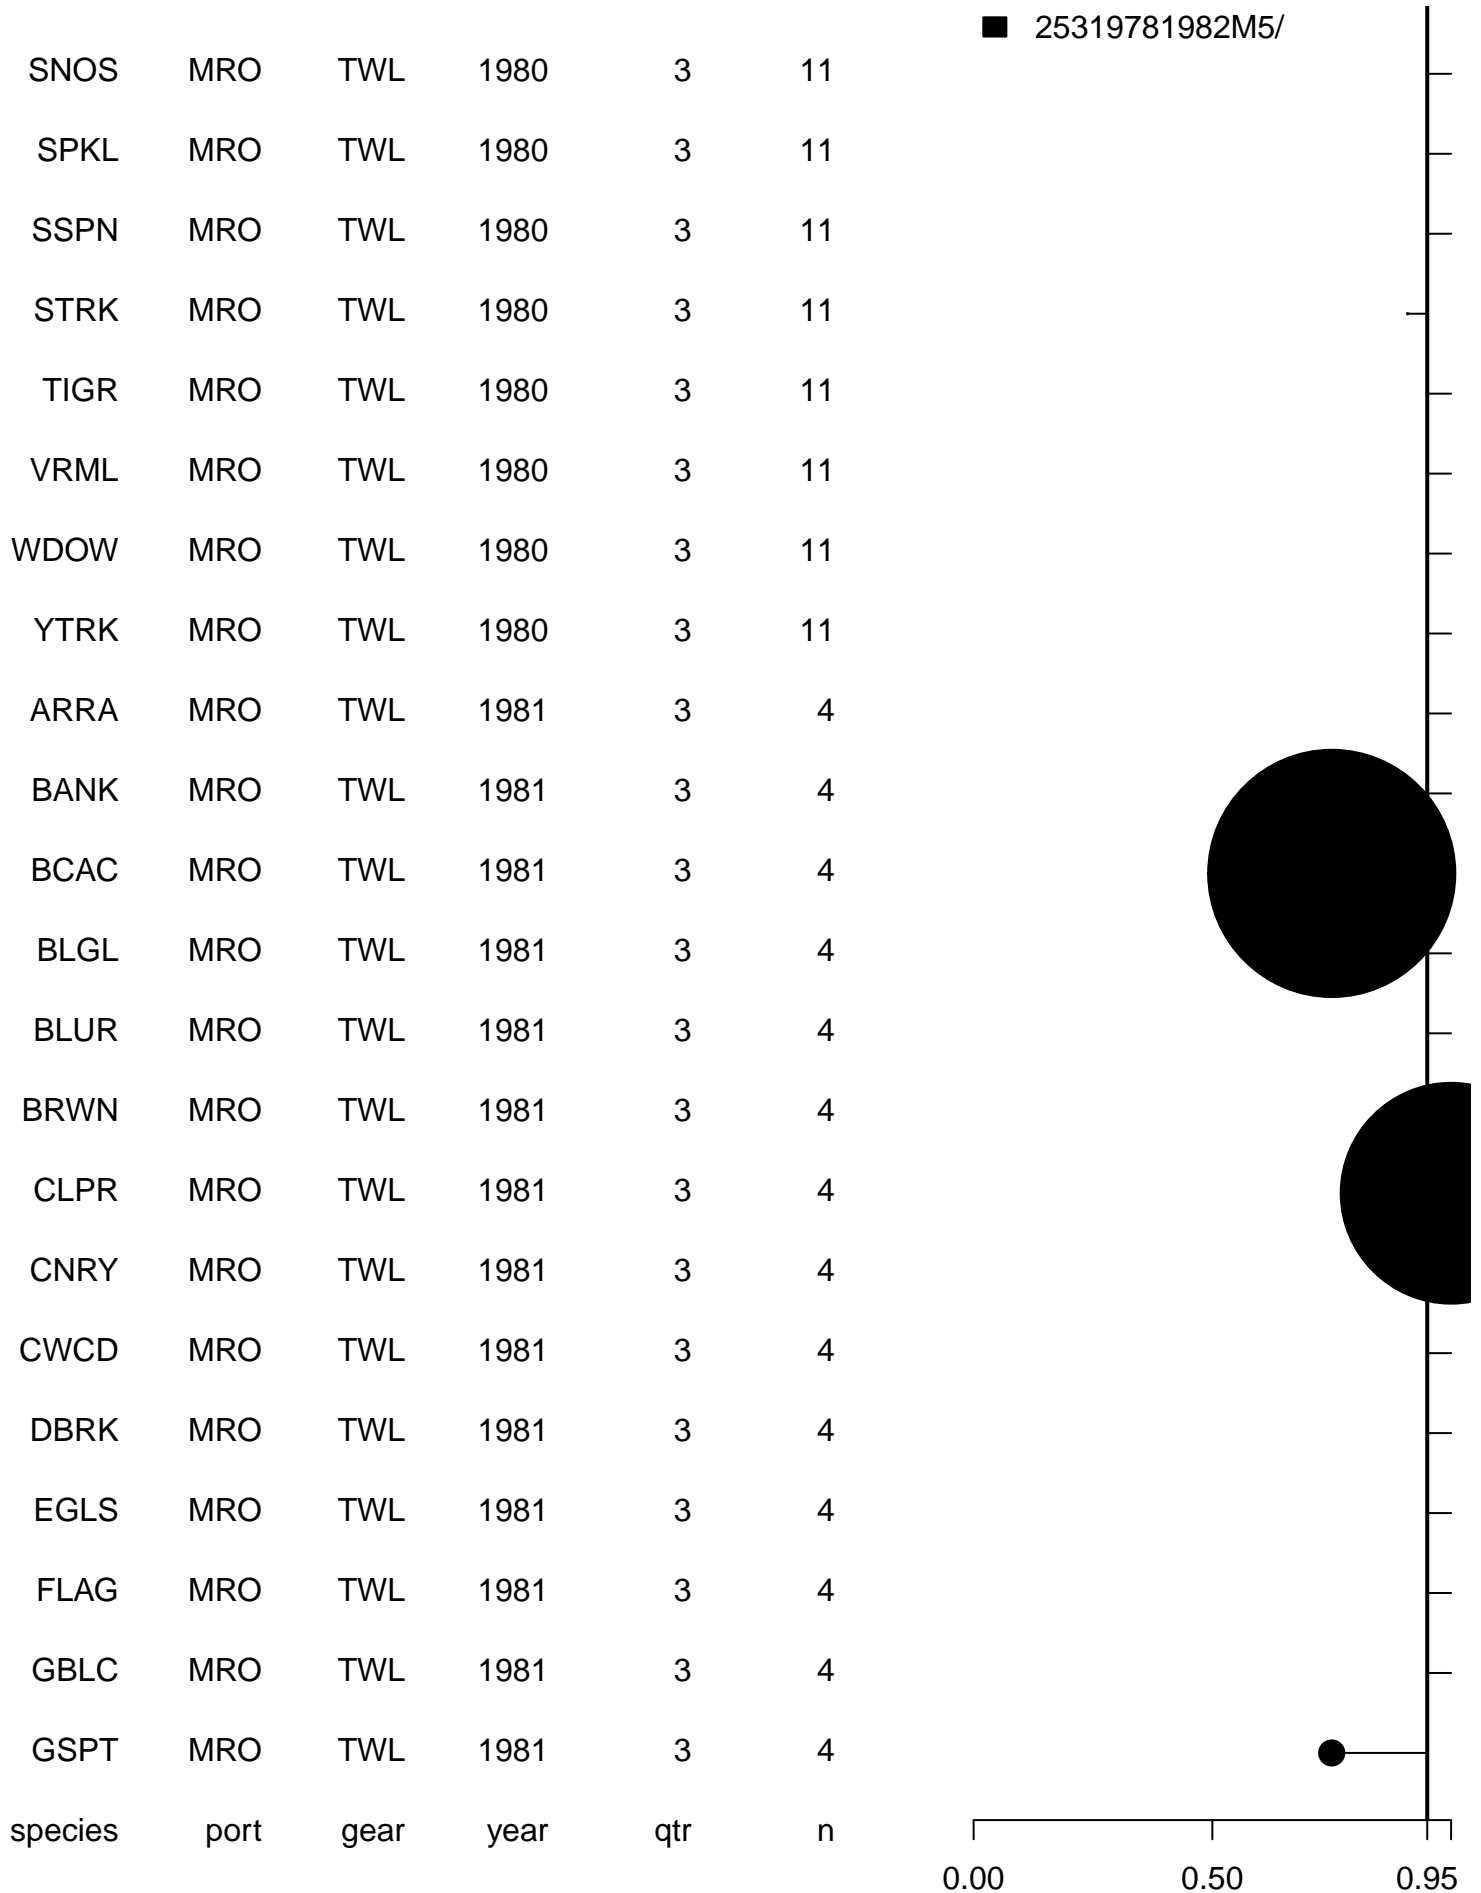 25319781982M5/
SNOS MRO TWL 1980 3 11
SPKL MRO TWL 1980 3 11
SSPN MRO TWL 1980 3 11
STRK MRO TWL 1980 3 11
TIGR MRO TWL 1980 3 11
VRML MRO TWL 1980 3 11
WDOW MRO TWL 1980 3 11
YTRK MRO TWL 1980 3 11
ARRA MRO TWL 1981 3 4
BANK MRO TWL 1981 3 4
BCAC MRO TWL 1981 3 4
BLGL MRO TWL 1981 3 4
BLUR MRO TWL 1981 3 4
BRWN MRO TWL 1981 3 4
CLPR MRO TWL 1981 3 4
CNRY MRO TWL 1981 3 4
CWCD MRO TWL 1981 3 4
DBRK MRO TWL 1981 3 4
EGLS MRO TWL 1981 3 4
FLAG MRO TWL 1981 3 4
GBLC MRO TWL 1981 3 4
GSPT MRO TWL 1981 3 4
species port gear year qtr n
0.00 0.50 0.95